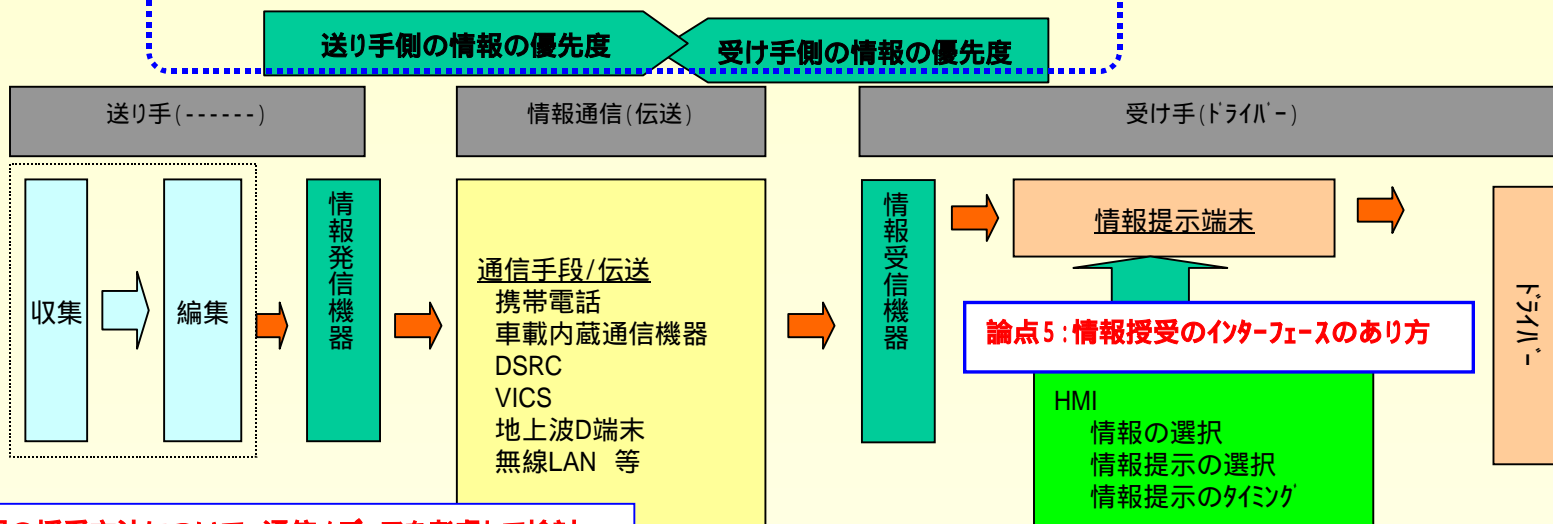 送り手側の情報の優先度
受け手側の情報の優先度
送り手(------)
情報通信(伝送)
受け手(ﾄﾞﾗｲﾊﾞｰ)
収集
編集
情報発信機器
通信手段/伝送
携帯電話
車載内蔵通信機器
DSRC
VICS
地上波D端末
無線LAN 等
情報受信機器
情報提示端末
論点5:情報授受のｲﾝﾀｰﾌｪｰｽのあり方
HMI
情報の選択
情報提示の選択
情報提示のﾀｲﾐﾝｸﾞ
ﾄﾞﾗｲﾊﾞｰ